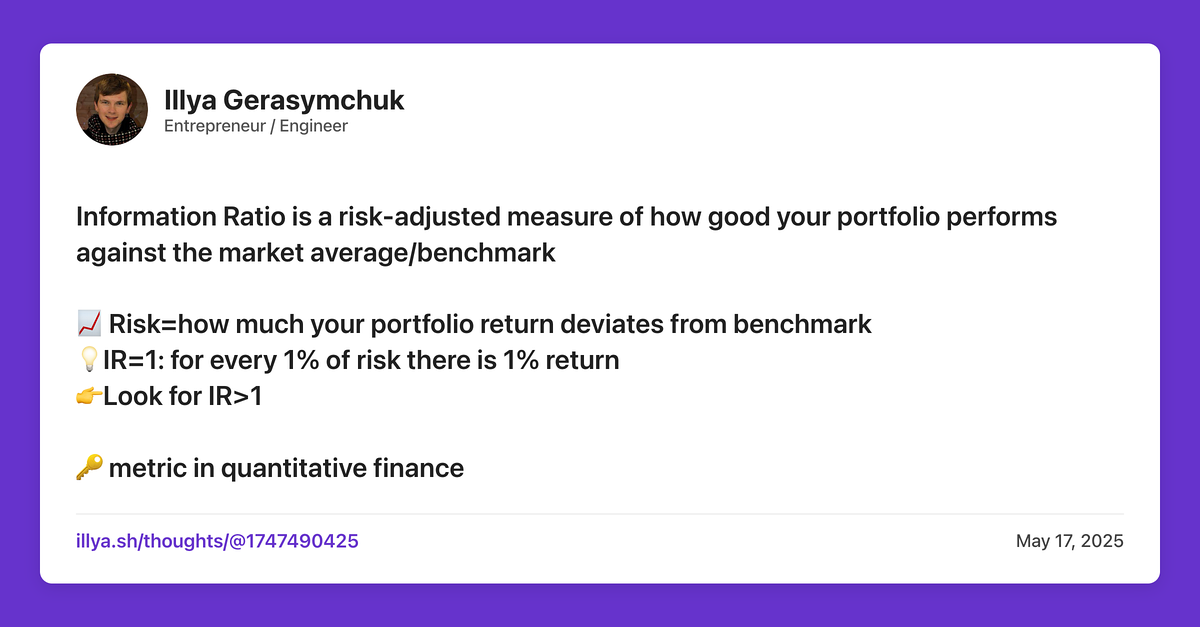 Illya Gerasymchuk
Entrepreneur / Engineer
Information Ratio is a risk-adjusted measure of how good your portfolio performs
against the market average/benchmark
📈 Risk=how much your portfolio return deviates from benchmark
💡IR=1: for every 1% of risk there is 1% return
👉Look for IR>1
🔑 metric in quantitative finance
illya.sh/thoughts/@1747490425
May 17, 2025